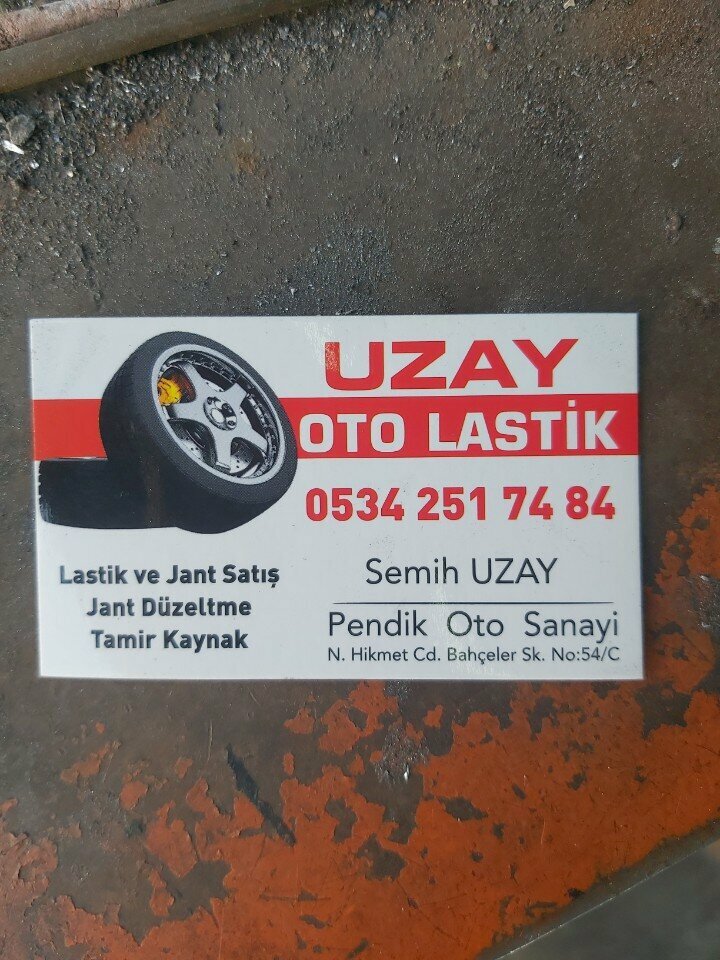 UZAY
OTO LASTİK
0534 251 74 84
Lastik ve Jant Satış
Jant Düzeltme
Tamir Kaynak
Semih UZAY
Pendik Oto Sanayi
N. Hikmet Cd. Bahçeler Sk. No:54/C